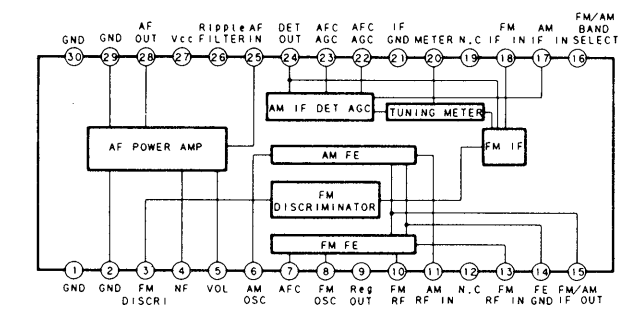 FM/AM
AF Ripple AF DET AFC AFC IF FM AM BAND
GND GND OUT Vcc FILTER IN OUT AGC AGC GND METER N.C IF IN IF IN SELECT
30 29 28 27 26 25 24 23 22 21 20 19 18 17 16
AM IF DET AGC
TUNING METER
AF POWER AMP
FM IF
AM FE
FM
DISCRIMINATOR
FM FE
1 2 3 4 5 6 7 8 9 10 11 12 13 14 15
GND GND FM NF VOL AM AFC FM Reg FM AM N.C FM FE FM/AM
DISCRI OSC OSC OUT RF RF IN RF IN GND IF OUT